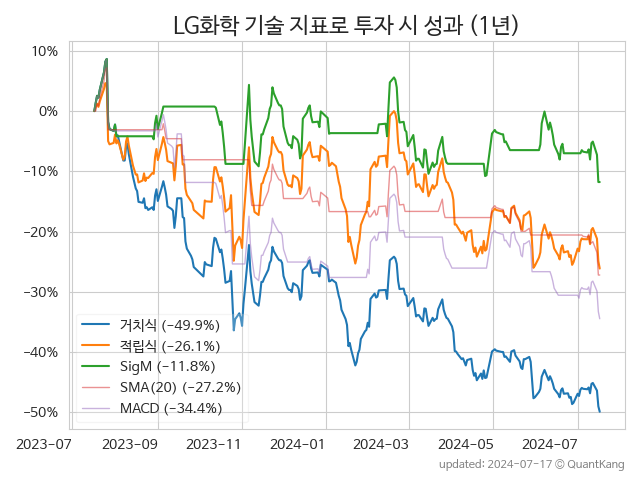 LG화학 기술 지표로 투자 시 성과 (1년)
10%
0%
−10%
−20%
−30%
−40%
−50%
거치식 (−49.9%)
적립식 (−26.1%)
SigM (−11.8%)
SMA(20) (−27.2%)
MACD (−34.4%)
2023-07 2023-09 2023-11 2024-01 2024-03 2024-05 2024-07
updated: 2024-07-17 © QuantKang